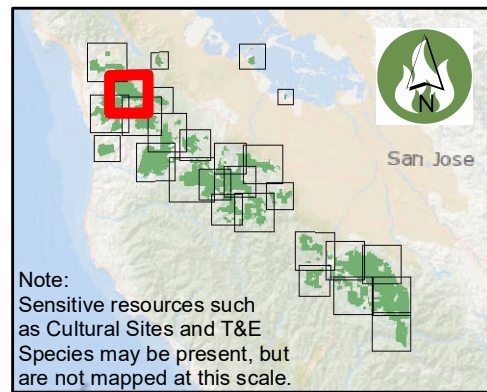 N
San Jose
Note:
Sensitive resources such
as Cultural Sites and T&E
Species may be present, but
are not mapped at this scale.